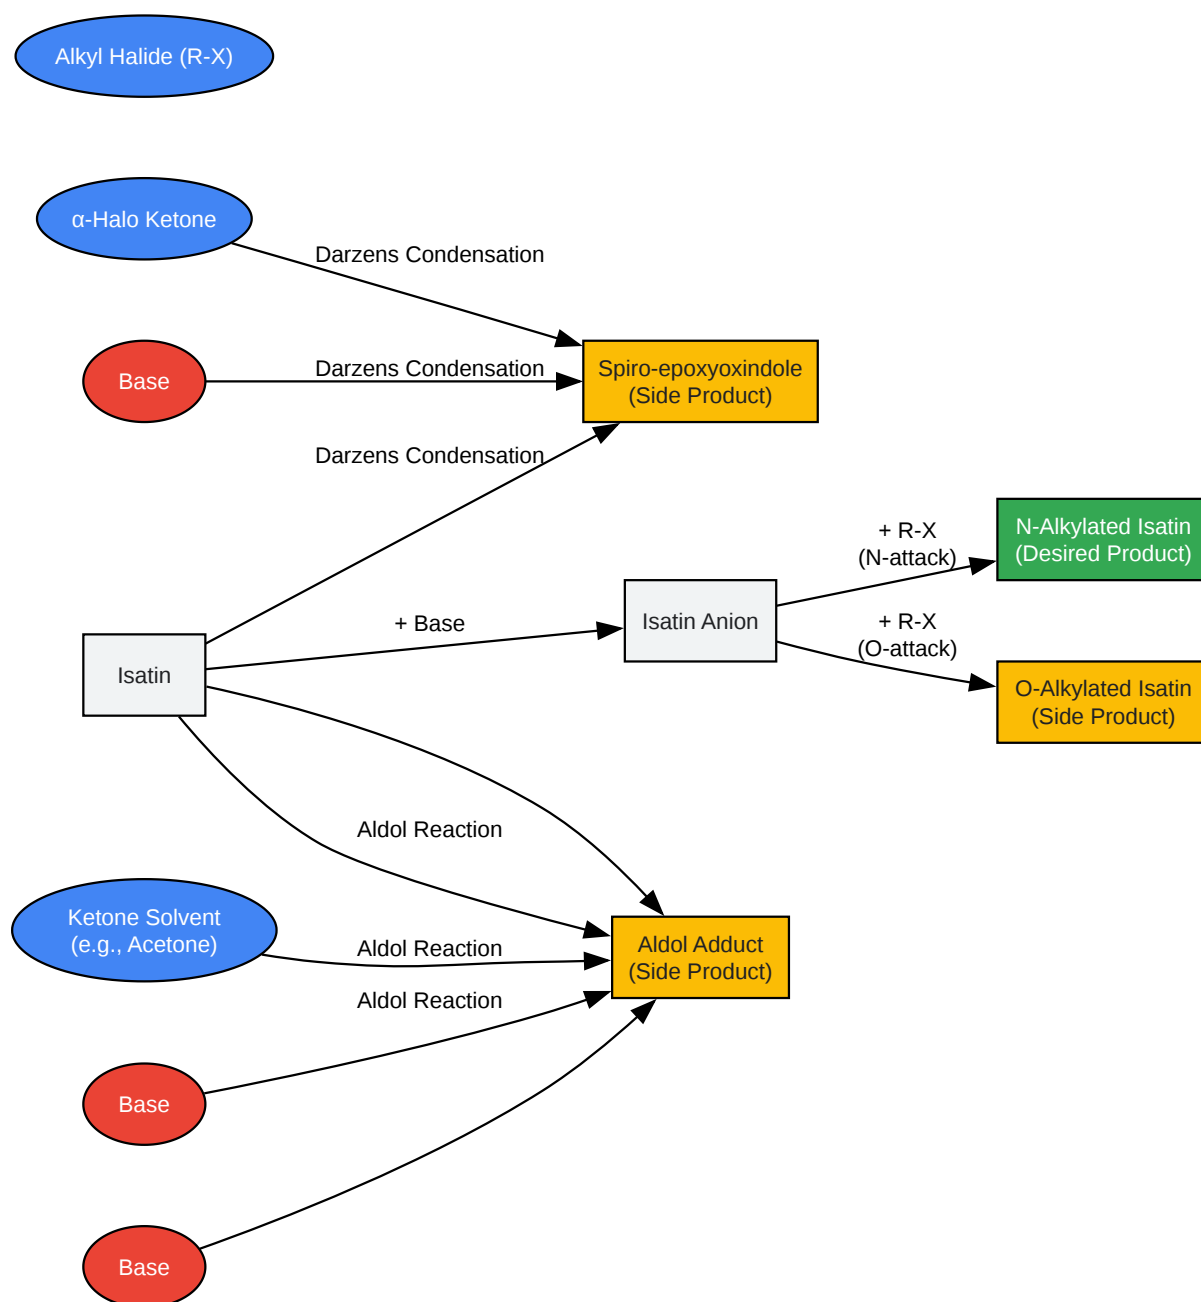 Alkyl Halide (R-X)
α-Halo Ketone
Darzens Condensation
Base
Darzens Condensation
Spiro-epoxyoxindole
(Side Product)
Darzens Condensation
+ R-X
(N-attack)
N-Alkylated Isatin
(Desired Product)
+ Base
Isatin Anion
+ R-X
(O-attack)
Isatin
O-Alkylated Isatin
(Side Product)
Aldol Reaction
Ketone Solvent
(e.g., Acetone)
Aldol Reaction
Aldol Adduct
(Side Product)
Aldol Reaction
Base
Base